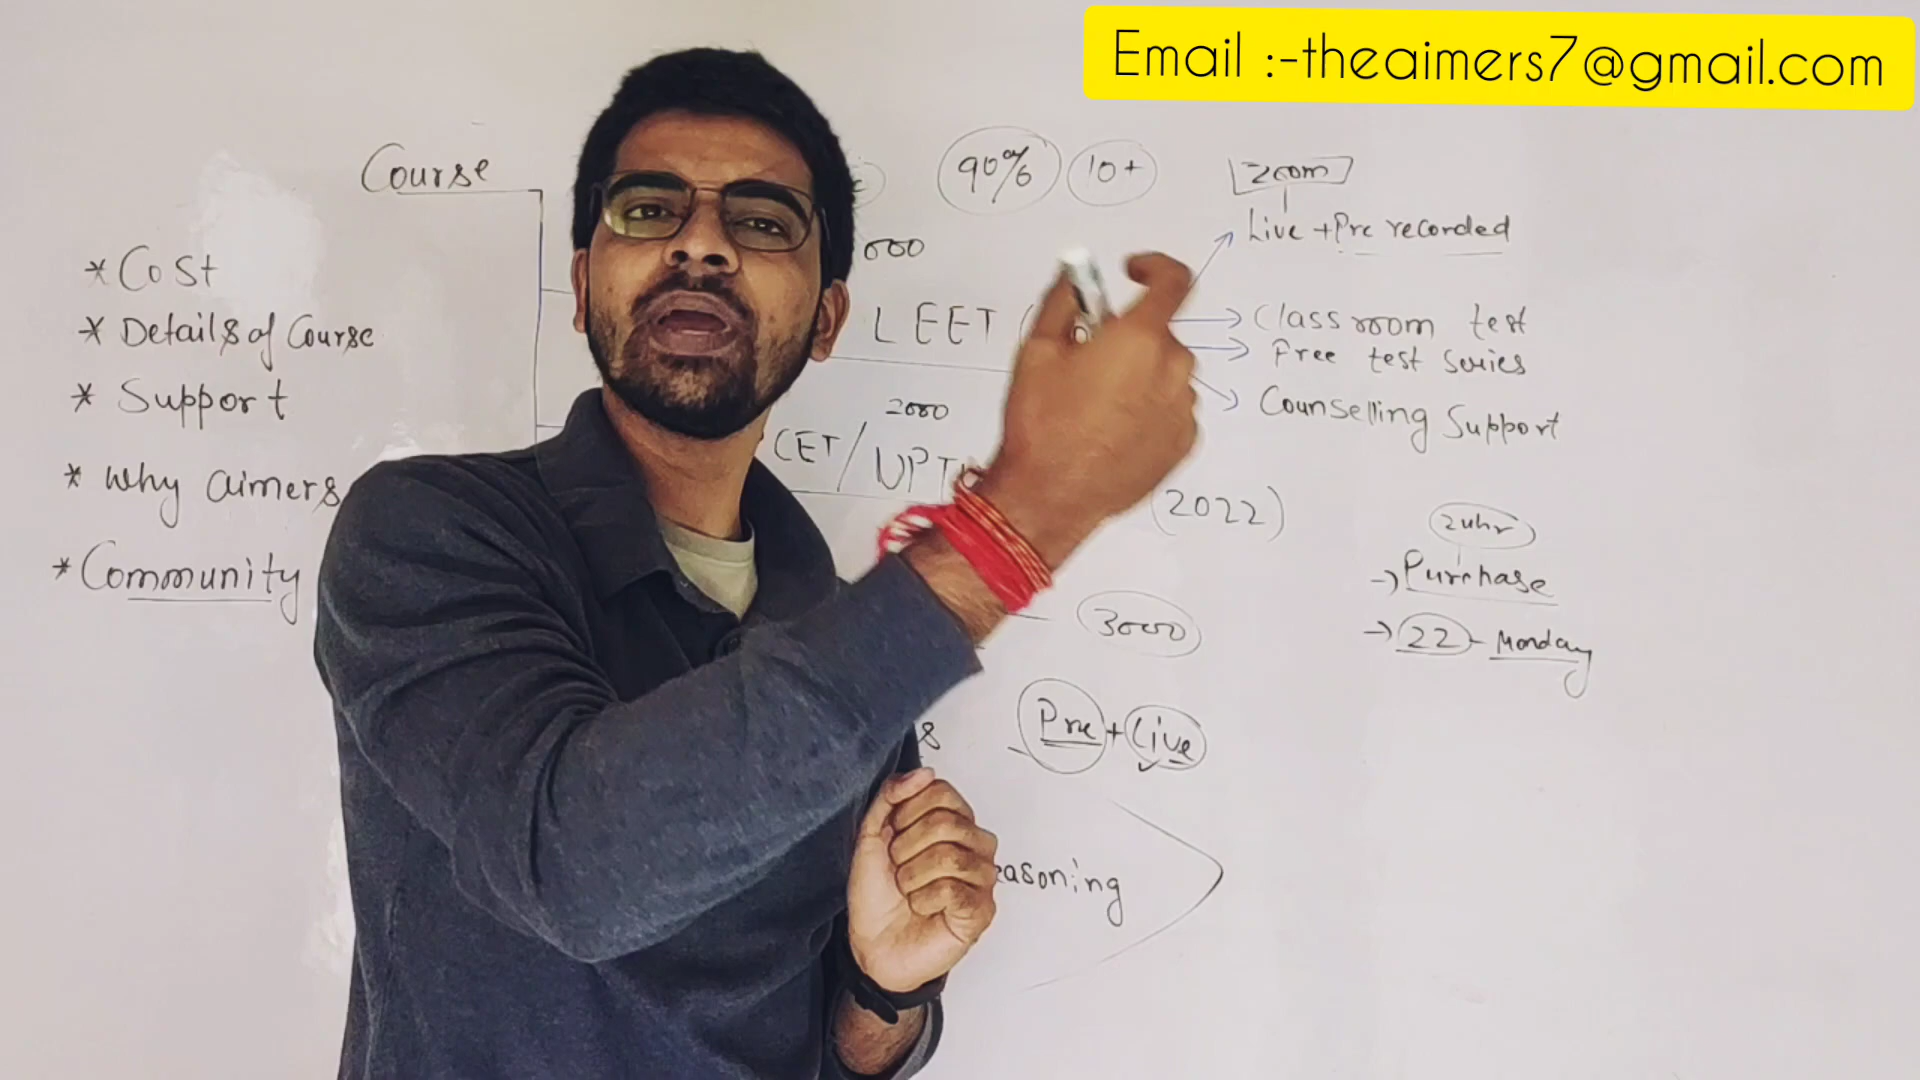 Email :-theaimers7@gmail.com
Course
90% 10+
Zoom
Live + Pre recorded
000
* Cost
LEET
Classroom test
* Details of Course
Free test series
* Support
2000
Counselling Support
CET/UPT
* Why aimers
(2022)
24hr
* Community
→ Purchase
3000
→ 22 - Monday
Pre + Live
easoning